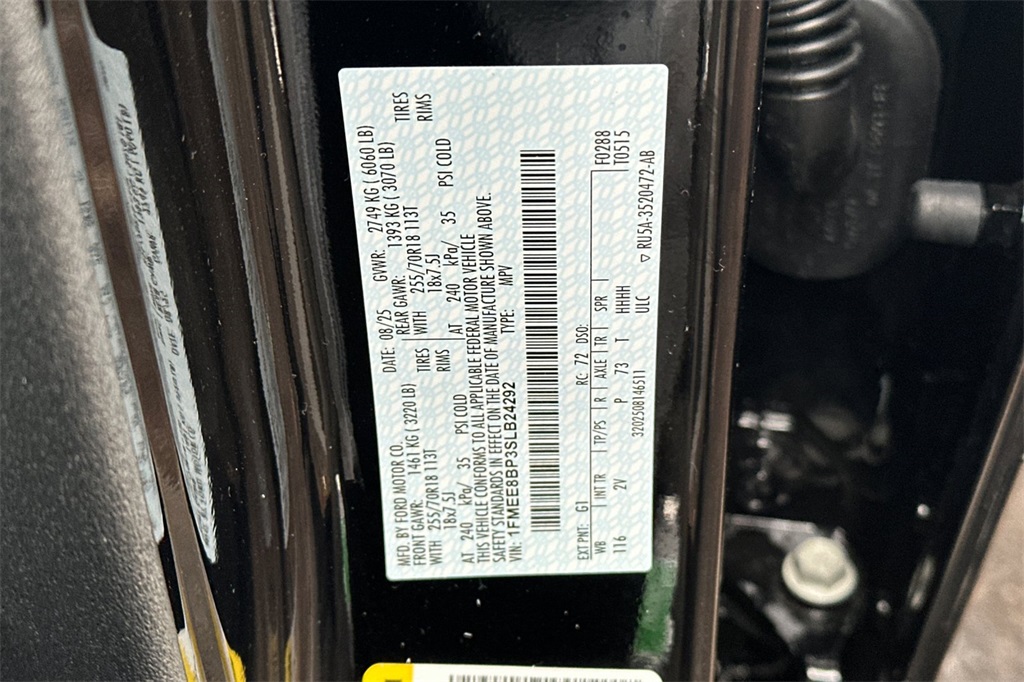 MFD. BY FORD MOTOR CO. DATE: 08/25 GVWR: 2749 KG ( 6060 LB)
FRONT GAWR: 1461 KG ( 3220 LB) REAR GAWR: 1393 KG ( 3070 LB)
WITH 255/70R18 113T TIRES WITH 255/70R18 113T TIRES
18x7.5J RIMS 18x7.5J RIMS
AT 240 kPa/ 35 PSI COLD AT 240 kPa/ 35 PSI COLD
THIS VEHICLE CONFORMS TO ALL APPLICABLE FEDERAL MOTOR VEHICLE
SAFETY STANDARDS IN EFFECT ON THE DATE OF MANUFACTURE SHOWN ABOVE.
VIN: 1FMEE8BP3SLB24292 TYPE: MPV
EXT PNT: G1 RC: 72 DSO: F0288
WB INT TR TP/PS R AXLE TR SPR T0515
116 2V P 73 T HHHH
3202508146511 ULC ▽ RU5A-3520472-AB